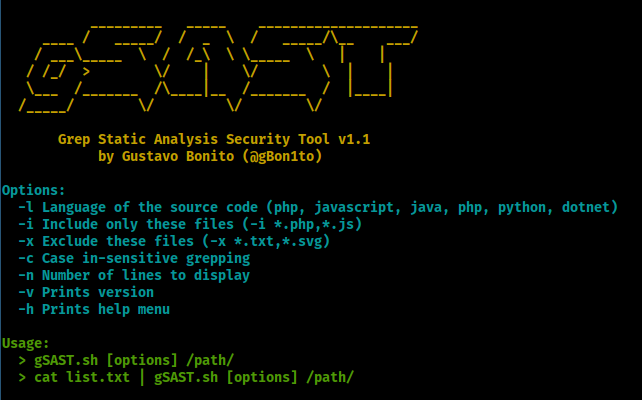 gSAST
Grep Static Analysis Security Tool v1.1
by Gustavo Bonito (@gBon1to)
Options:
-l Language of the source code (php, javascript, java, php, python, dotnet)
-i Include only these files (-i *.php,*.js)
-x Exclude these files (-x *.txt,*.svg)
-c Case in-sensitive grepping
-n Number of lines to display
-v Prints version
-h Prints help menu
Usage:
> gSAST.sh [options] /path/
> cat list.txt | gSAST.sh [options] /path/